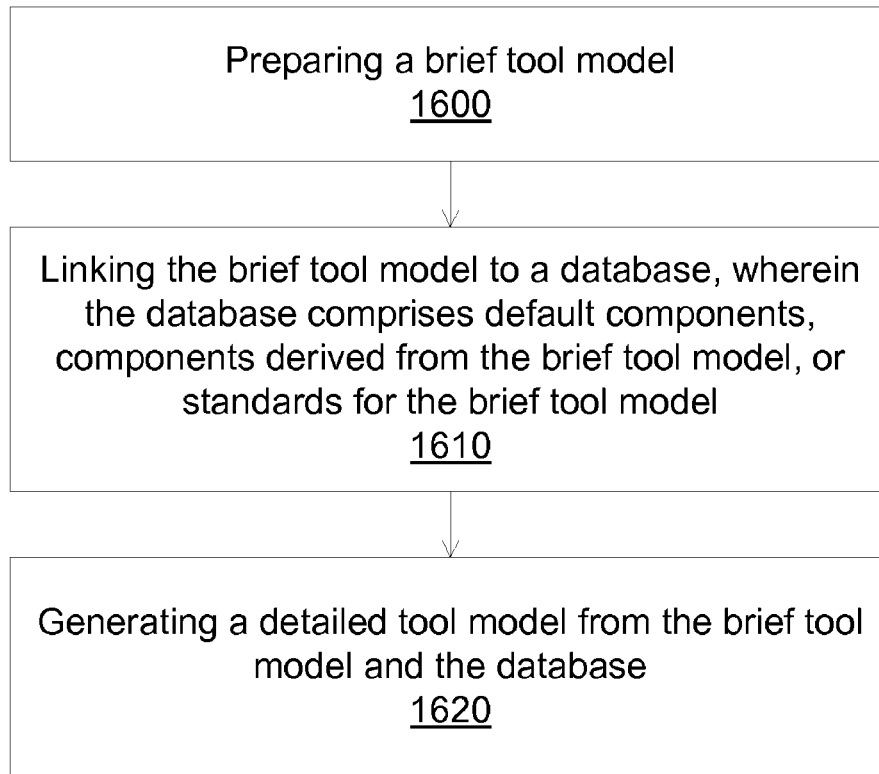 Preparing a brief tool model
1600
Linking the brief tool model to a database, wherein
the database comprises default components,
components derived from the brief tool model, or
standards for the brief tool model
1610
Generating a detailed tool model from the brief tool
model and the database
1620